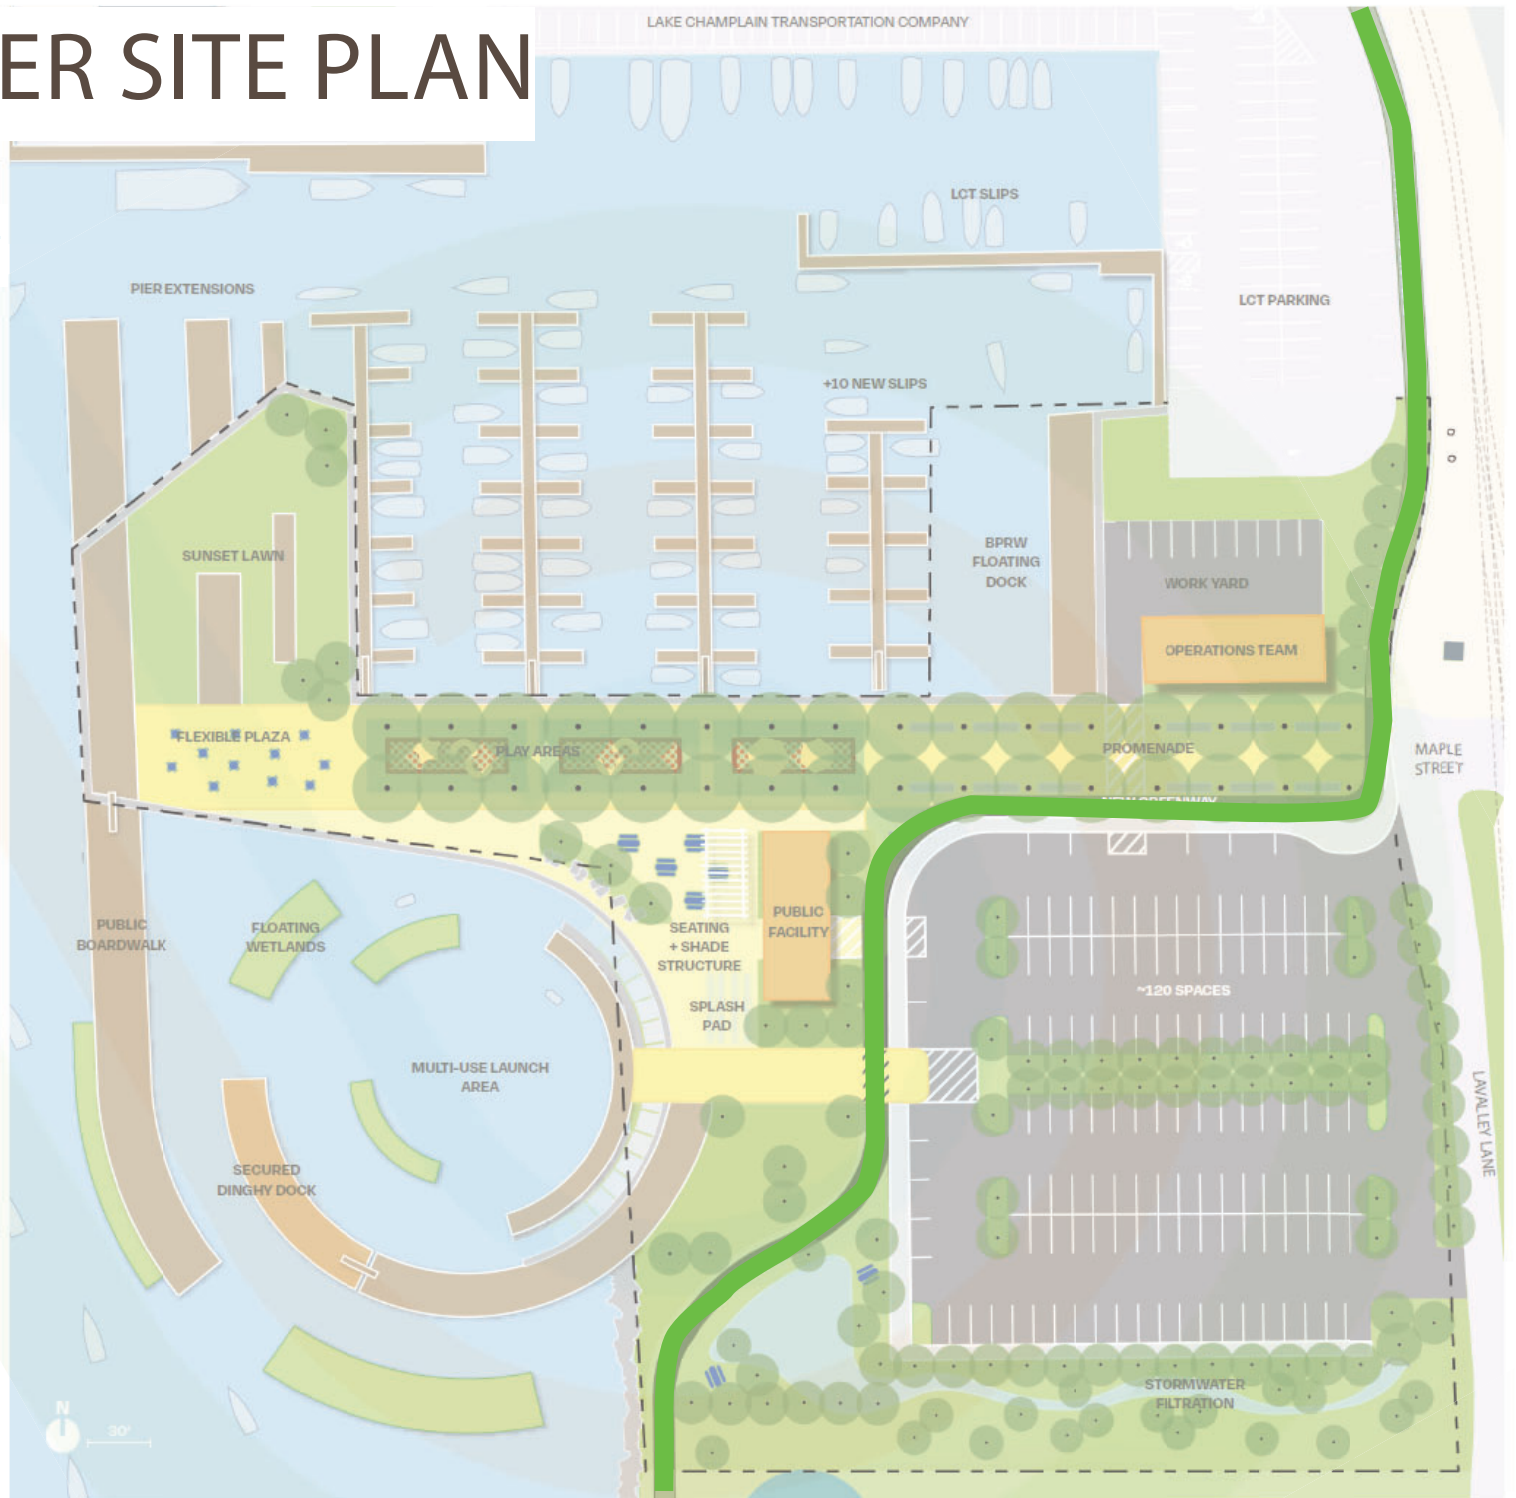 LAKE CHAMPLAIN TRANSPORTATION COMPANY
ER SITE PLAN
LCT SLIPS
PIER EXTENSIONS
LCT PARKING
+10 NEW SLIPS
SUNSET LAWN
BPRW
FLOATING
DOCK
WORK YARD
OPERATIONS TEAM
FLEXIBLE PLAZA
PLAY AREAS
PROMENADE
MAPLE
STREET
NEW GREENWAY
PUBLIC
BOARDWALK
FLOATING
WETLANDS
SEATING
+ SHADE
STRUCTURE
PUBLIC
FACILITY
~120 SPACES
SPLASH
PAD
MULTI-USE LAUNCH
AREA
LAVALLEY LANE
SECURED
DINGHY DOCK
STORMWATER
FILTRATION
N
30'